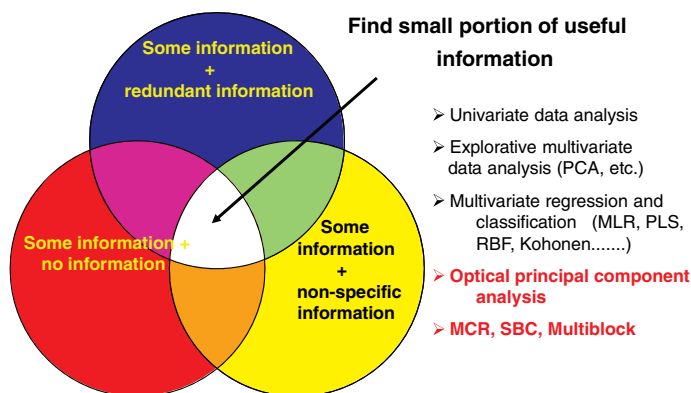 Find small portion of useful
information
Some information
+
redundant information
Some information +
no information
Some
information
+
non-specific
information
➢ Univariate data analysis
➢ Explorative multivariate
data analysis (PCA, etc.)
➢ Multivariate regression and
classification (MLR, PLS,
RBF, Kohonen.......)
➢ Optical principal component
analysis
➢ MCR, SBC, Multiblock